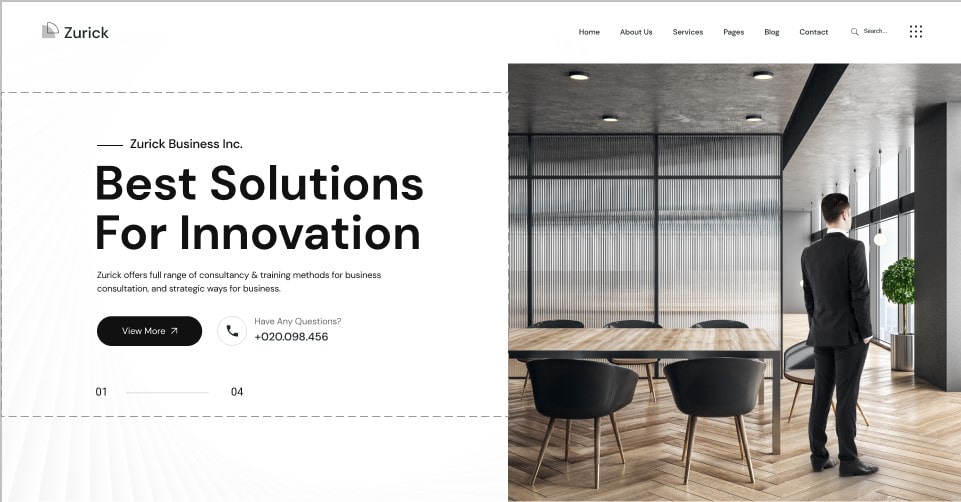 Zurick
Home About Us Services Pages Blog Contact Search...
Zurick Business Inc.
Best Solutions
For Innovation
Zurick offers full range of consultancy & training methods for business
consultation, and strategic ways for business.
View More
Have Any Questions?
+020.098.456
01 04